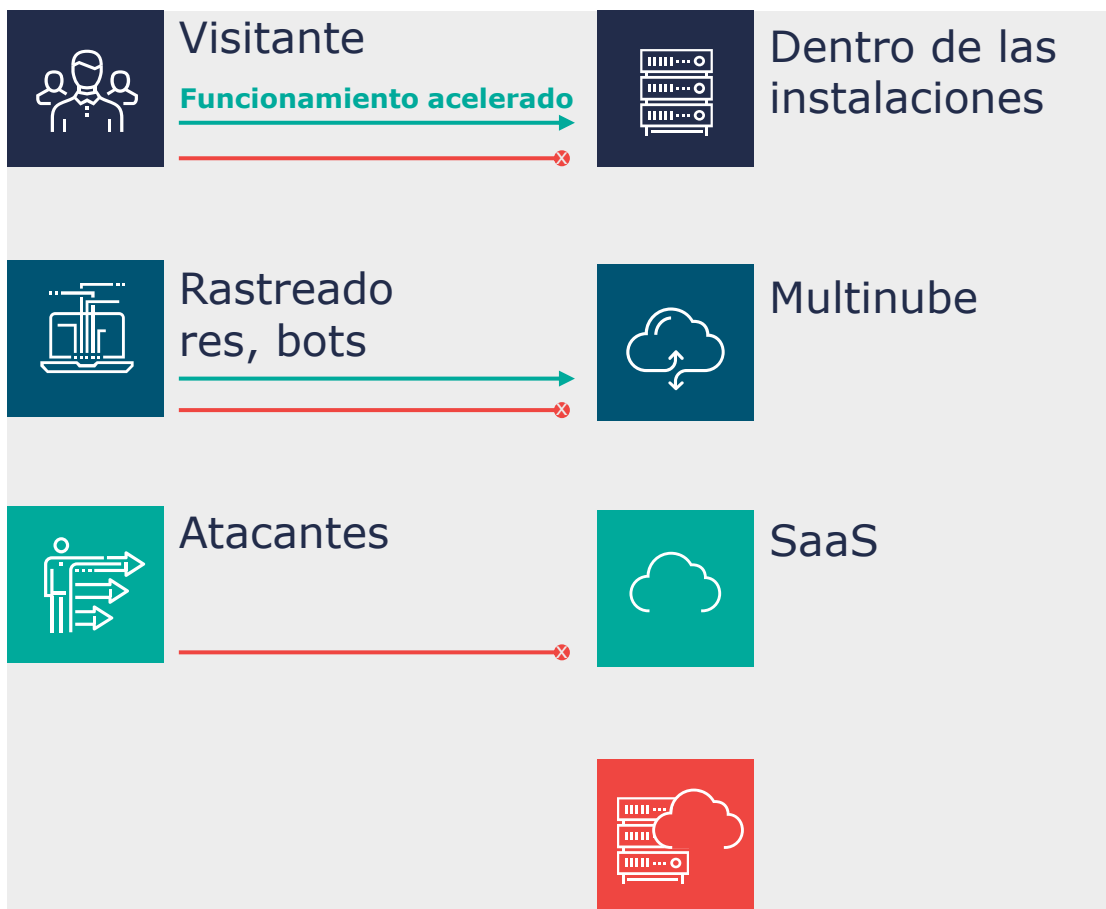 Visitante
Funcionamiento acelerado
X
Dentro de las
instalaciones
Rastreado
res, bots
X
Multinube
Atacantes
X
SaaS